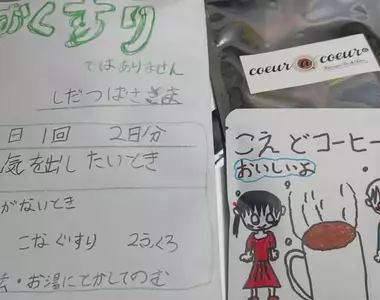 くすり
ではありません
しだつばささま
日1回 2日分
気を出したいとき
がないとき
こなぐすり 2ふくろ
・お湯にとかしてのむ
coeur @ coeur
こえどコーヒー
おいしいよ